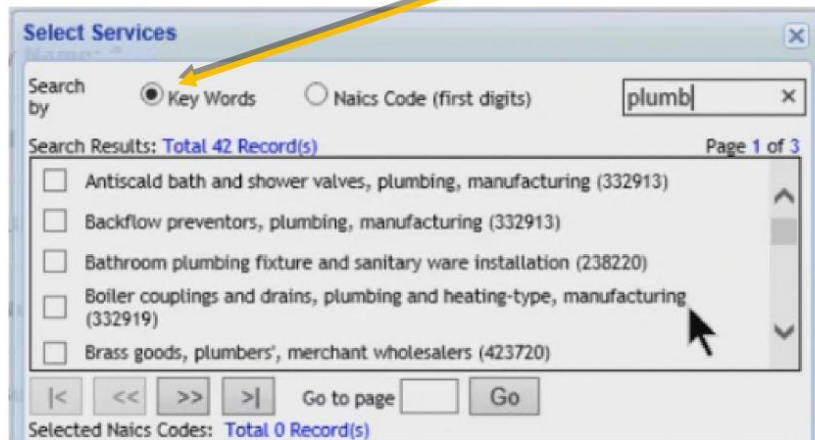 Select Services
Search by Key Words Naics Code (first digits) plumb ×
Search Results: Total 42 Record(s) Page 1 of 3
Antiscald bath and shower valves, plumbing, manufacturing (332913)
Backflow preventors, plumbing, manufacturing (332913)
Bathroom plumbing fixture and sanitary ware installation (238220)
Boiler couplings and drains, plumbing and heating-type, manufacturing
(332919)
Brass goods, plumbers', merchant wholesalers (423720)
|< << >> >| Go to page Go
Selected Naics Codes: Total 0 Record(s)